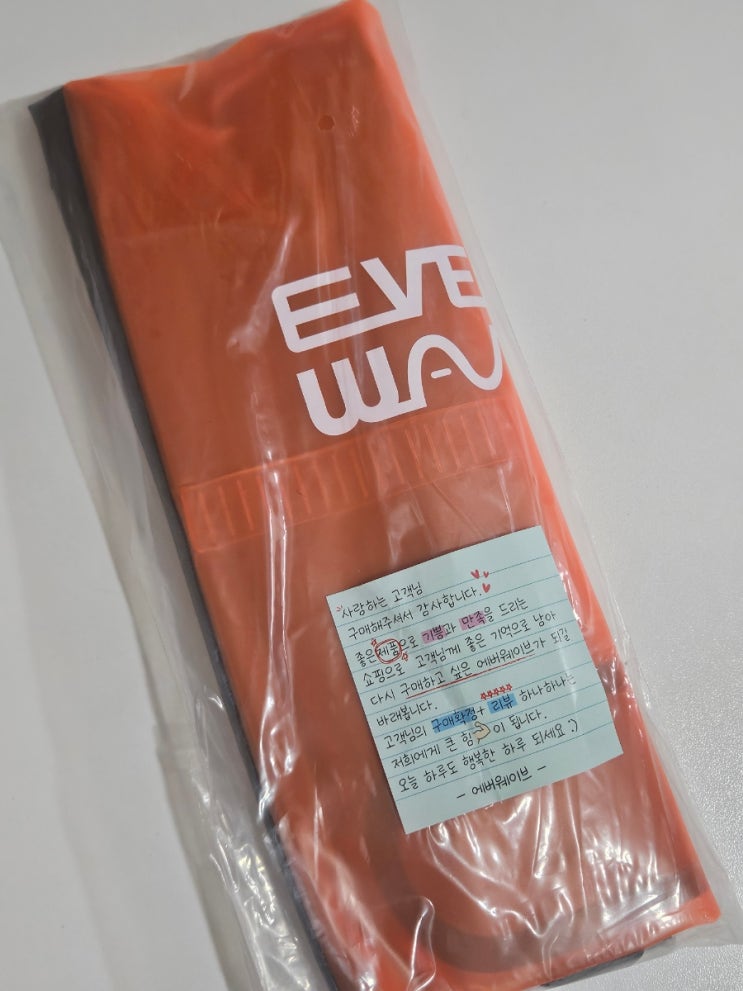 EVE
WAV
사랑하는 고객님
구매해주셔서 감사합니다.
좋은 제품으로 기쁨과 만족을 드리는
쇼핑으로 고객님께 좋은 기억으로 남아
다시 구매하고 싶은 에버웨이브가 되길
바래봅니다.
고객님의 구매확정+ 리뷰 하나하나는
저희에게 큰 힘이 됩니다.
오늘 하루도 행복한 하루 되세요 :)
- 에버웨이브 -